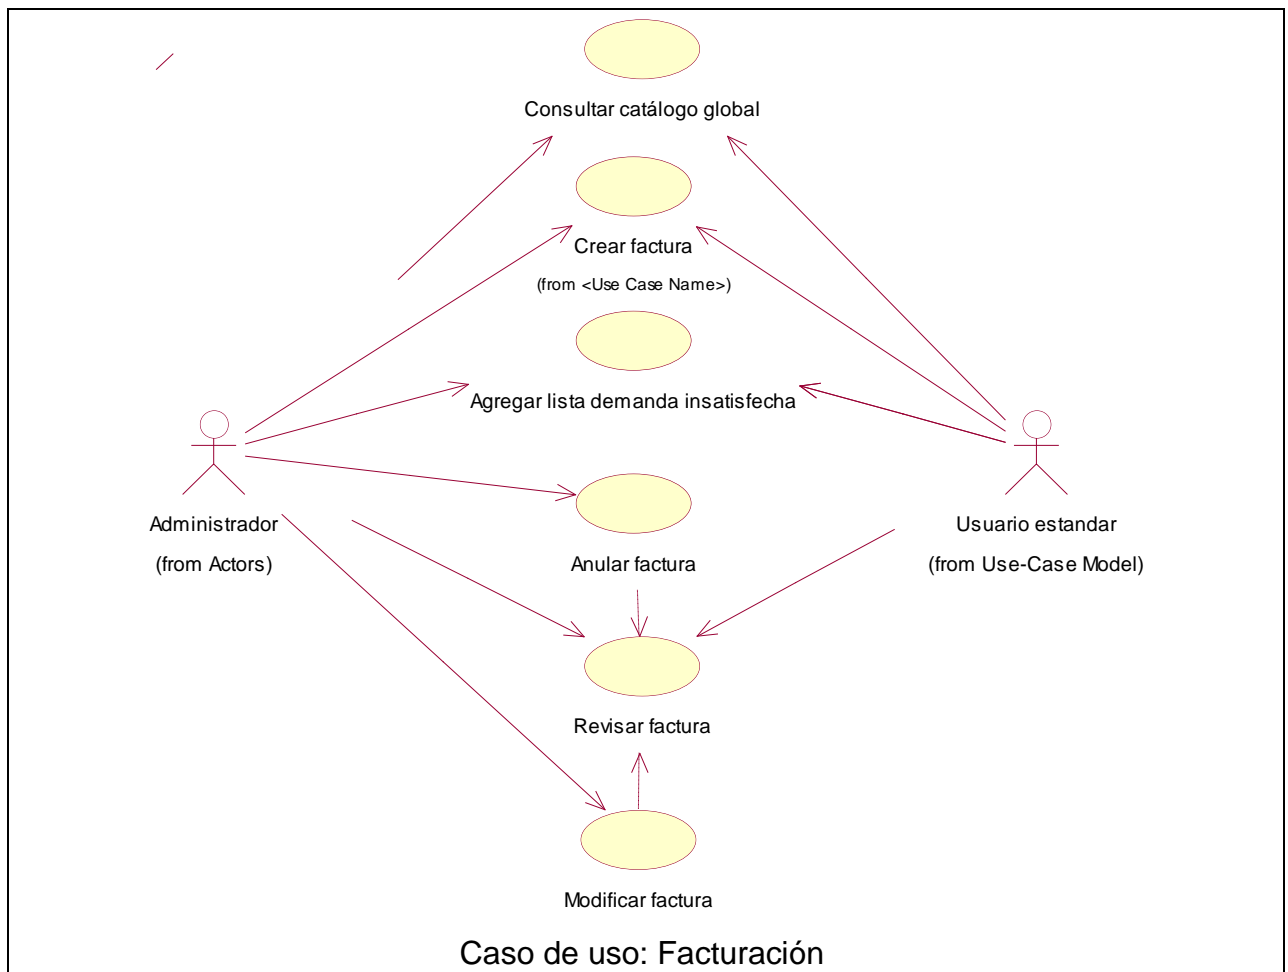 Consultar catálogo global
Crear factura
(from <Use Case Name>)
Agregar lista demanda insatisfecha
Administrador
(from Actors)
Usuario estandar
(from Use-Case Model)
Anular factura
Revisar factura
Modificar factura
Caso de uso: Facturación